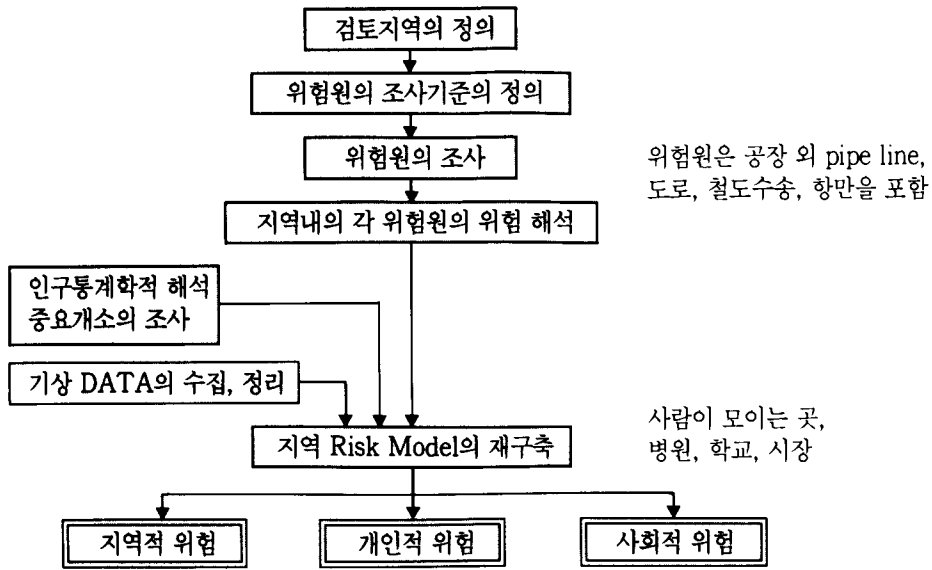 검토지역의 정의
위험원의 조사기준의 정의
위험원의 조사
위험원은 공장 외 pipe line,
도로, 철도수송, 항만을 포함
지역내의 각 위험원의 위험 해석
인구통계학적 해석
중요개소의 조사
기상 DATA의 수집, 정리
사람이 모이는 곳,
병원, 학교, 시장
지역 Risk Model의 재구축
지역적 위험
개인적 위험
사회적 위험